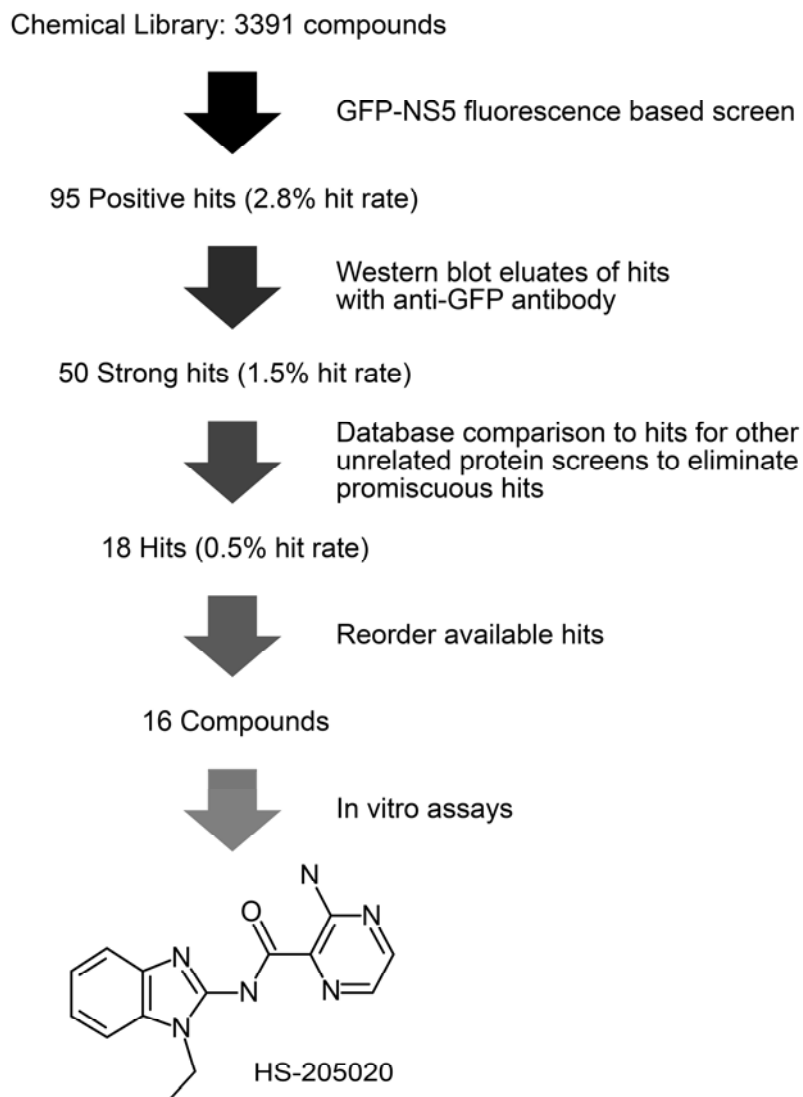 Chemical Library: 3391 compounds
GFP-NS5 fluorescence based screen
95 Positive hits (2.8% hit rate)
Western blot eluates of hits
with anti-GFP antibody
50 Strong hits (1.5% hit rate)
Database comparison to hits for other
unrelated protein screens to eliminate
promiscuous hits
18 Hits (0.5% hit rate)
Reorder available hits
16 Compounds
In vitro assays
N
O
N
N
N
N
N
HS-205020